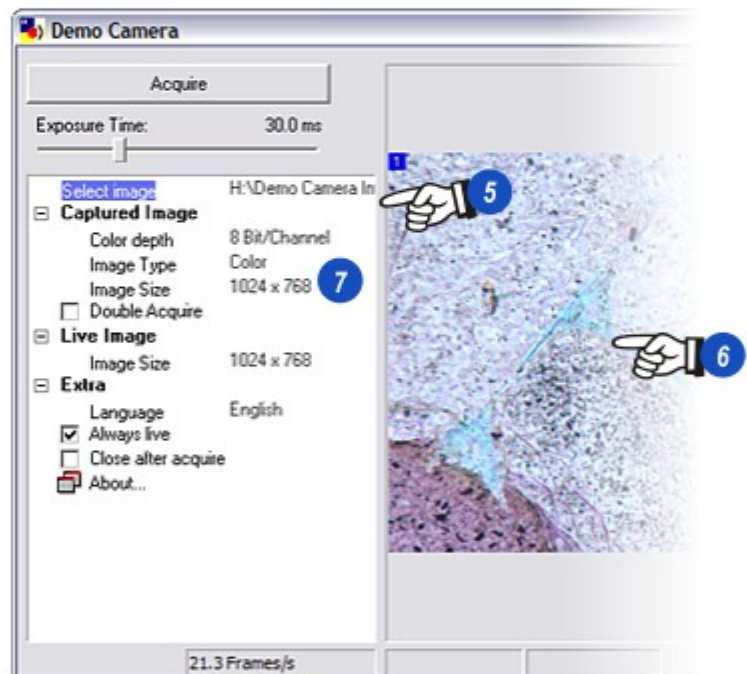 Demo Camera
Acquire
Exposure Time: 30.0 ms
1
Select image H:\Demo Camera
5
Captured Image
Color depth 8 Bit/Channel
Image Type Color
Image Size 1024 x 768
7
Double Acquire
Live Image
Image Size 1024 x 768
6
Extra
Language English
Always live
Close after acquire
About...
21.3 Frames/s